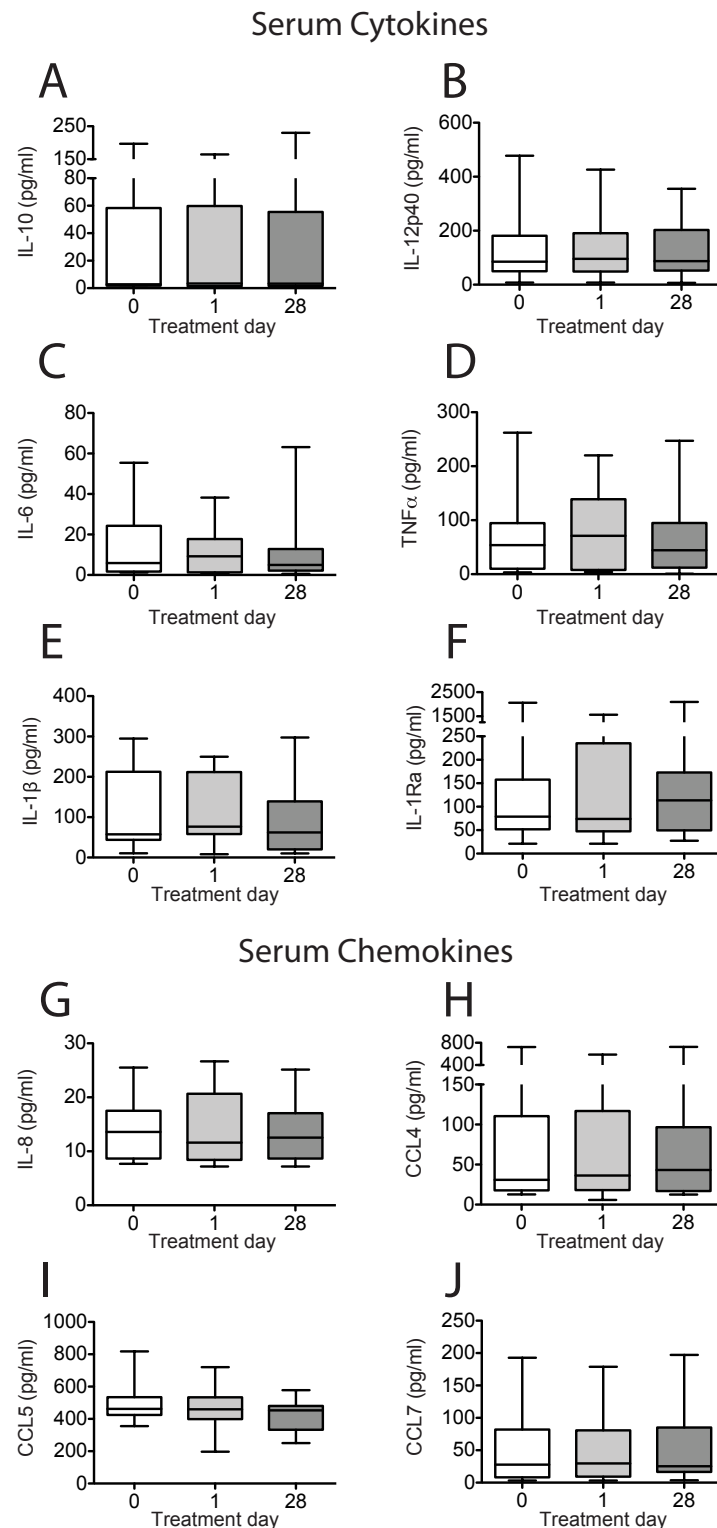 Serum Cytokines
A
B
IL-10 (pg/ml)
250
150
80
60
40
20
0
0 1 28
Treatment day
IL-12p40 (pg/ml)
600
400
200
0
0 1 28
Treatment day
C
D
IL-6 (pg/ml)
80
60
40
20
0
0 1 28
Treatment day
TNFα (pg/ml)
300
200
100
0
0 1 28
Treatment day
E
F
IL-1β (pg/ml)
400
300
200
100
0
0 1 28
Treatment day
IL-1Ra (pg/ml)
2500
1500
250
200
150
100
50
0
0 1 28
Treatment day
Serum Chemokines
G
H
IL-8 (pg/ml)
30
20
10
0
0 1 28
Treatment day
CCL4 (pg/ml)
800
400
150
100
50
0
0 1 28
Treatment day
I
J
CCL5 (pg/ml)
1000
800
600
400
200
0
0 1 28
Treatment day
CCL7 (pg/ml)
250
200
150
100
50
0
0 1 28
Treatment day